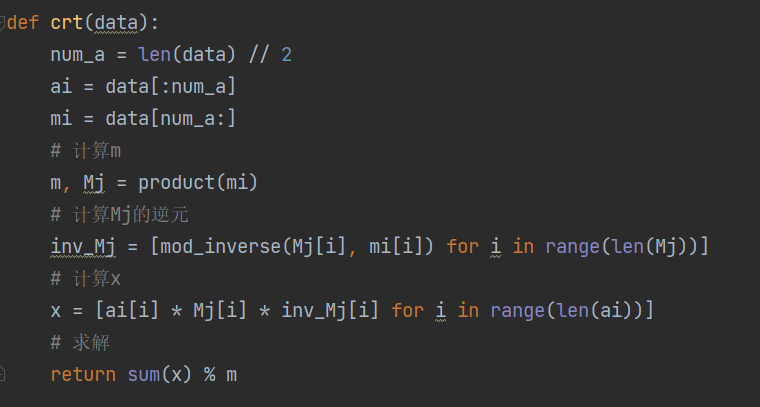 def crt(data):
    num_a = len(data) // 2
    ai = data[:num_a]
    mi = data[num_a:]
    # 计算m
    m, Mj = product(mi)
    # 计算Mj的逆元
    inv_Mj = [mod_inverse(Mj[i], mi[i]) for i in range(len(Mj))]
    # 计算x
    x = [ai[i] * Mj[i] * inv_Mj[i] for i in range(len(ai))]
    # 求解
    return sum(x) % m